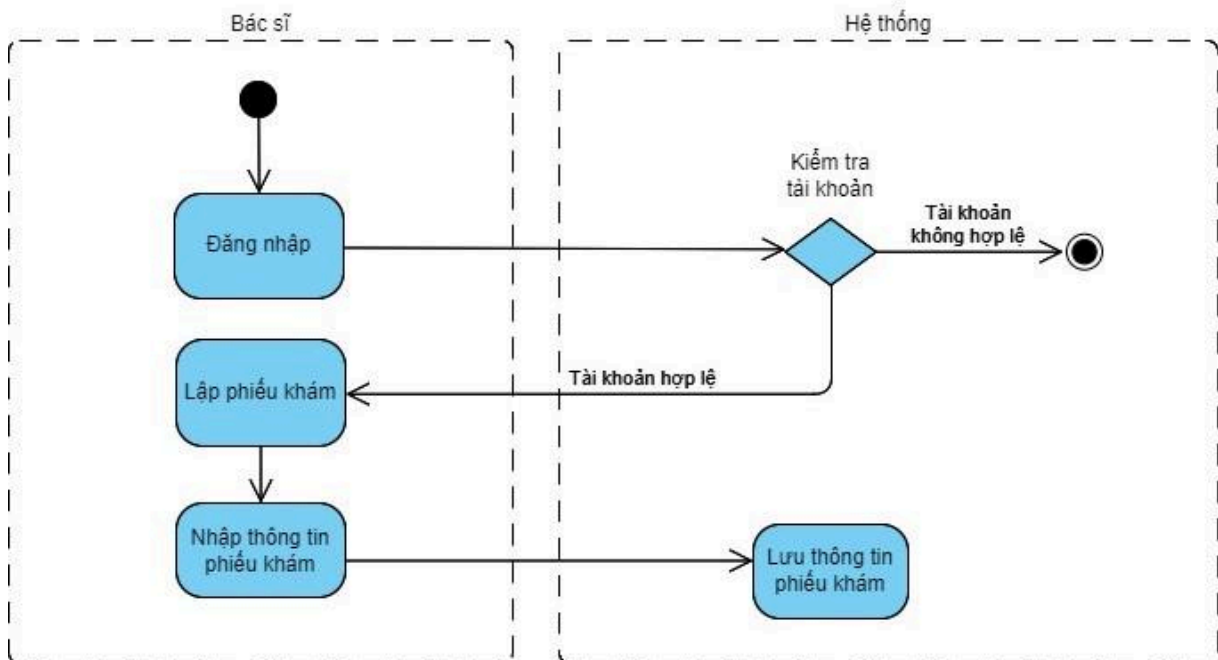 Bác sĩ
Hệ thống
Kiểm tra
tài khoản
Tài khoản
không hợp lệ
Đăng nhập
Tài khoản hợp lệ
Lập phiếu khám
Nhập thông tin
phiếu khám
Lưu thông tin
phiếu khám